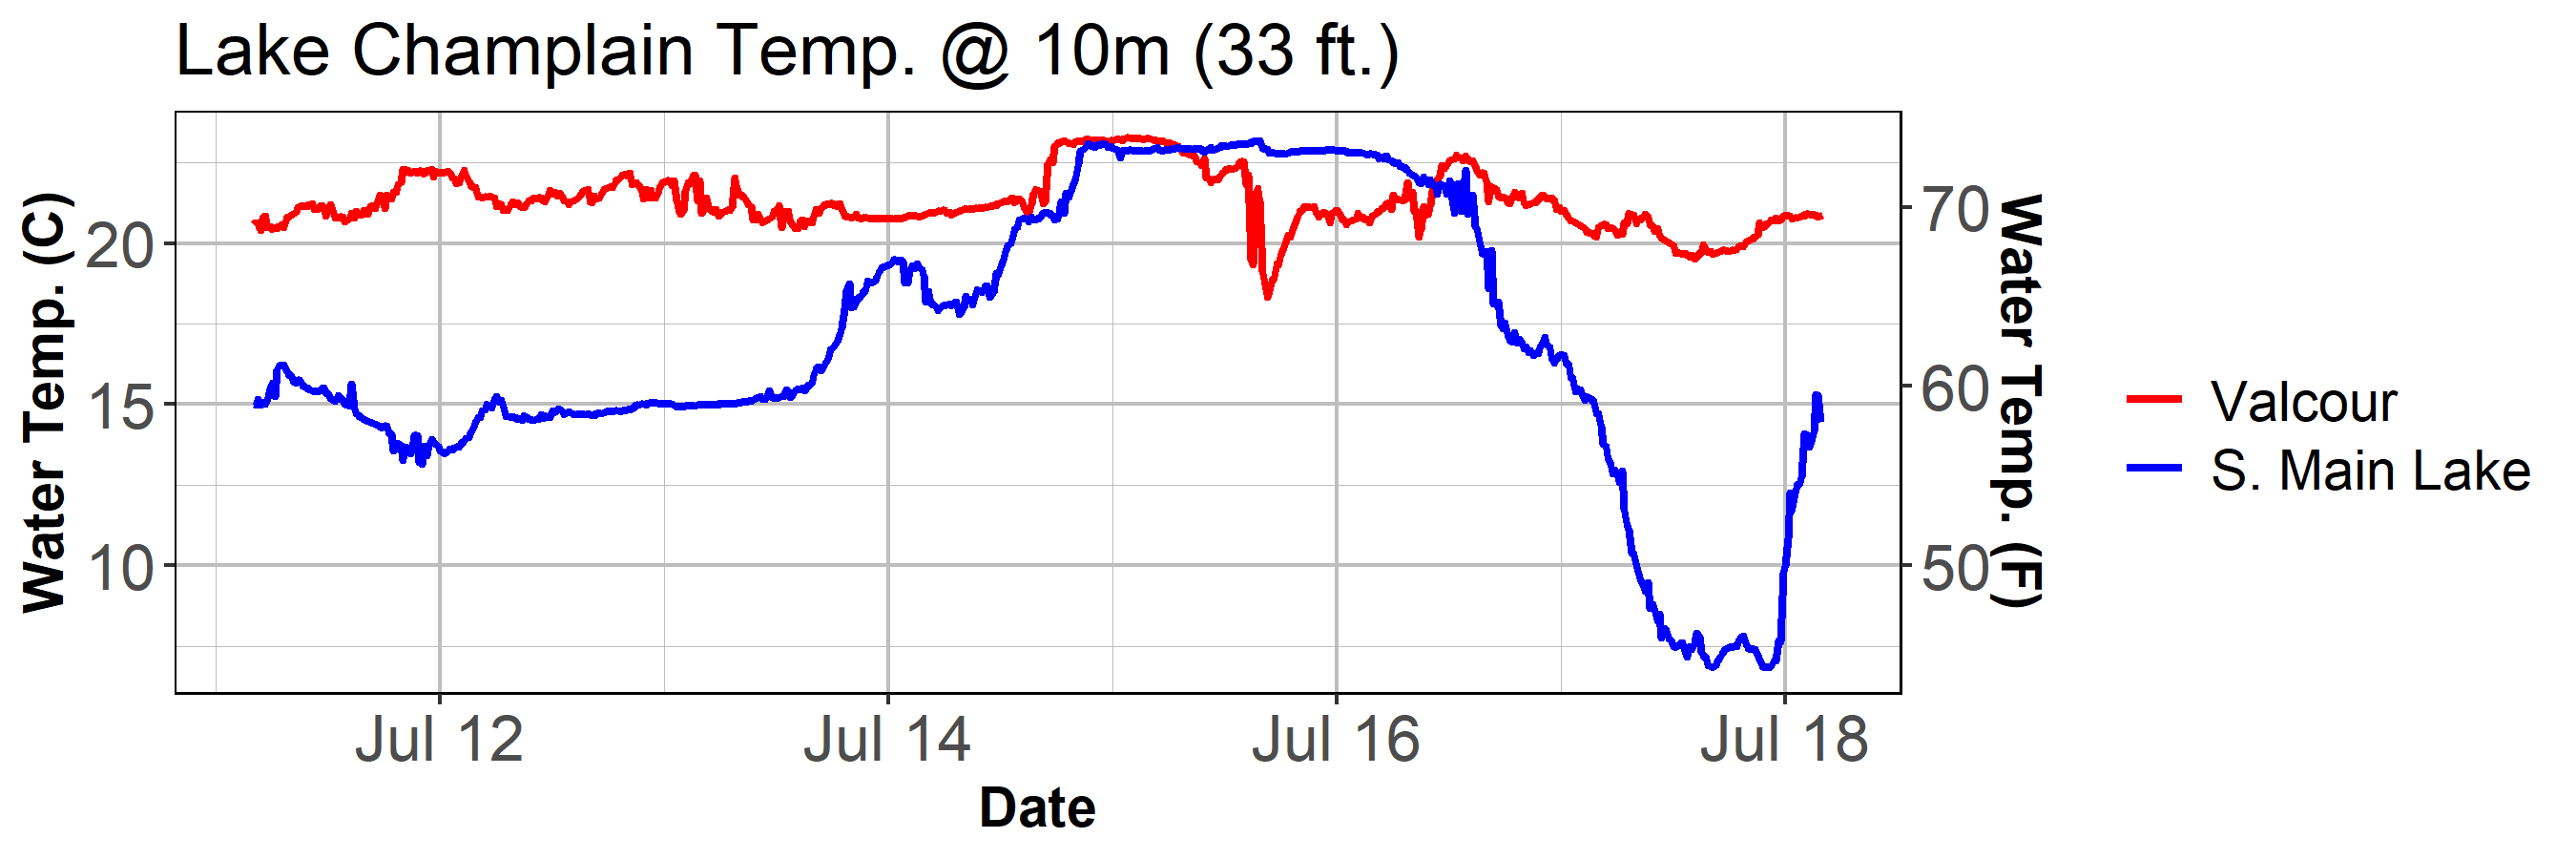 Lake Champlain Temp. @ 10m (33 ft.)
Water Temp. (C)
20
15
10
70
60
50
Water Temp. (F)
Jul 12
Jul 14
Jul 16
Jul 18
Date
Valcour
S. Main Lake